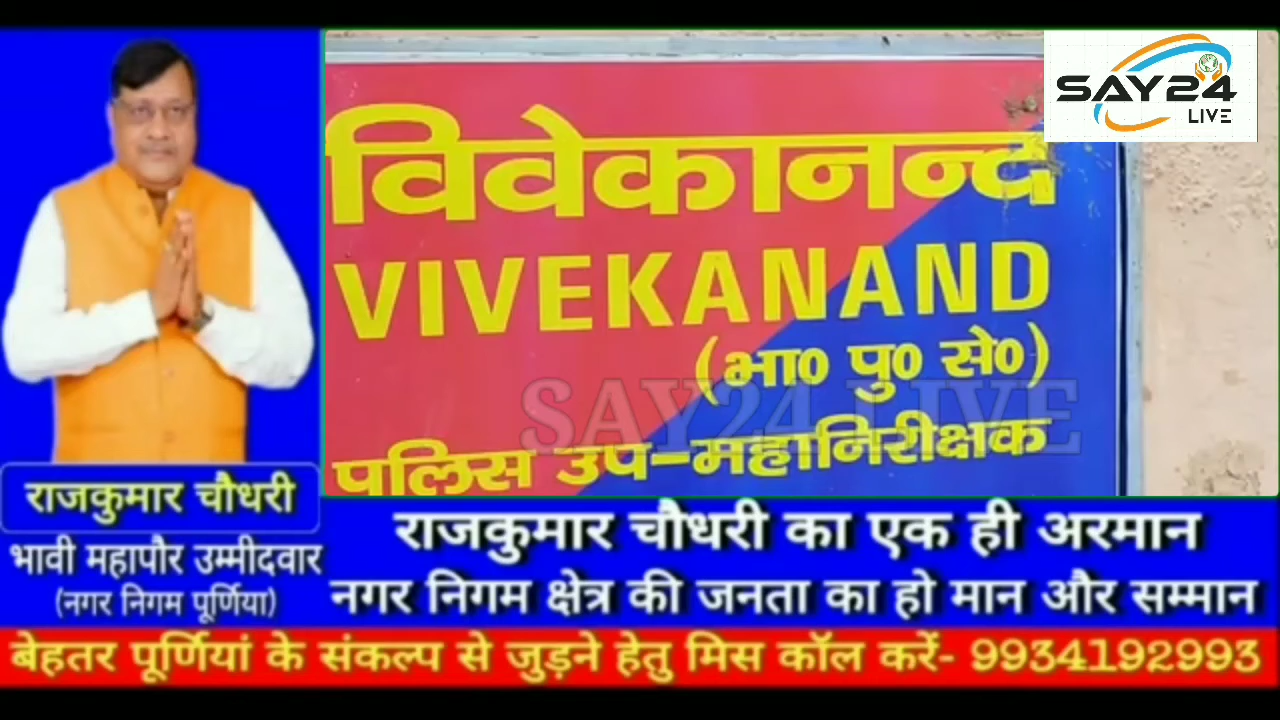 SAY24
LIVE
विवेकानन्द
VIVEKANAND
(भा० पु० से०)
SAY24 LIVE
पुलिस उप-महानिरीक्षक
राजकुमार चौधरी
भावी महापौर उम्मीदवार
(नगर निगम पूर्णिया)
राजकुमार चौधरी का एक ही अरमान
नगर निगम क्षेत्र की जनता का हो मान और सम्मान
बेहतर पूर्णियां के संकल्प से जुड़ने हेतु मिस कॉल करें- 9934192993